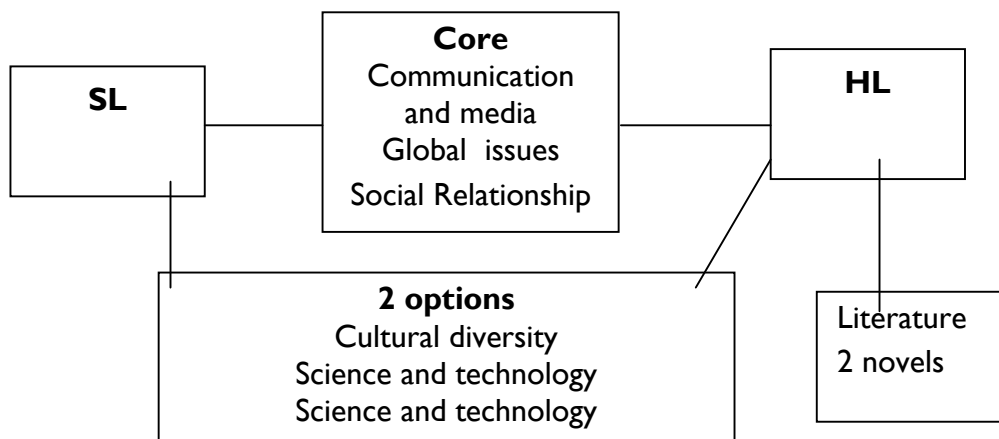 SL
Core
Communication
and media
Global issues
Social Relationship
HL
2 options
Cultural diversity
Science and technology
Science and technology
Literature
2 novels